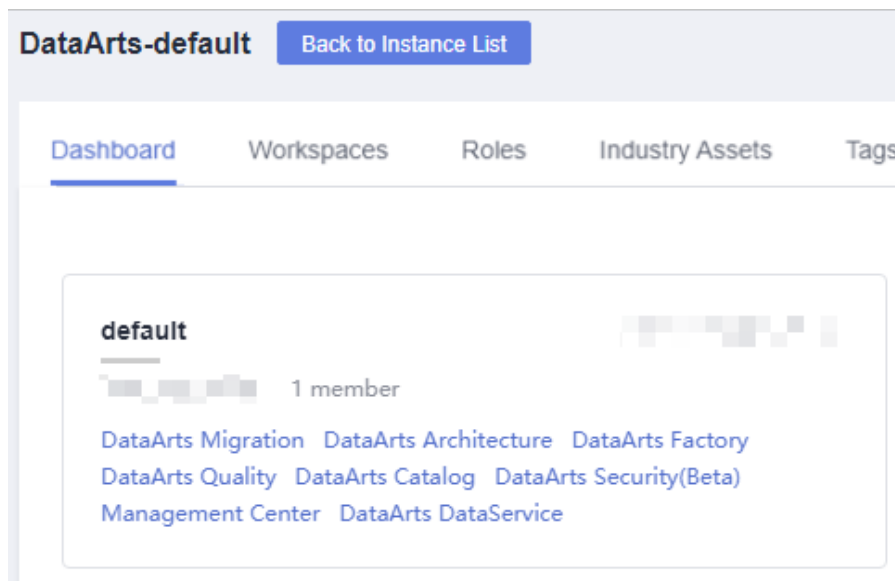 DataArts-default Back to Instance List
Dashboard Workspaces Roles Industry Assets Tags
default
1 member
DataArts Migration DataArts Architecture DataArts Factory
DataArts Quality DataArts Catalog DataArts Security(Beta)
Management Center DataArts DataService